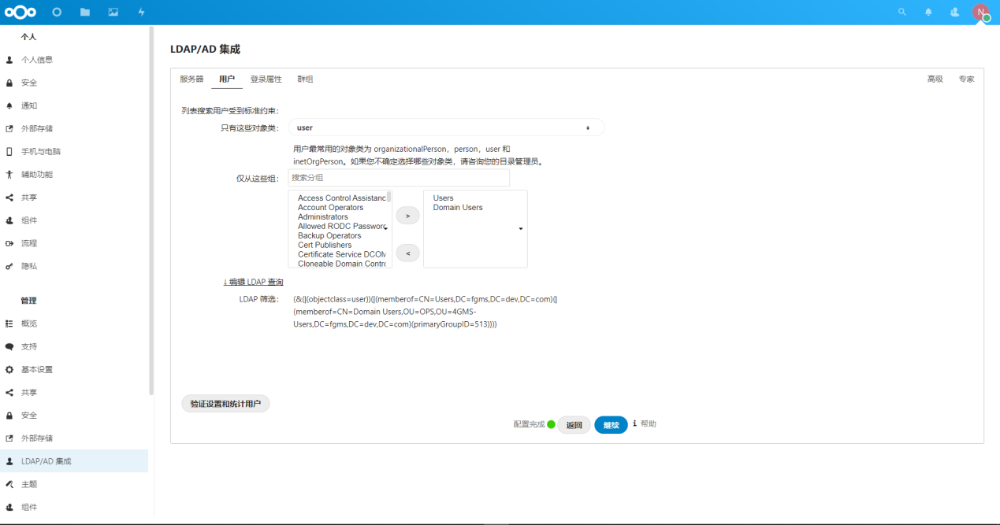 N
个人
个人信息
安全
通知
外部存储
手机与电脑
辅助功能
共享
组件
流程
隐私
管理
概览
支持
基本设置
共享
安全
外部存储
LDAP/AD 集成
主题
组件
LDAP/AD 集成
服务器 用户 登录属性 群组 高级 专家
列表搜索用户受到标准约束：
只有这些对象类： user
用户最常用的对象类为 organizationalPerson，person，user 和
inetOrgPerson。如果您不确定选择哪些对象类，请咨询您的目录管理员。
仅从这些组： 搜索分组
Access Control Assistanc
Account Operators
Administrators
Allowed RODC Password
Backup Operators
Cert Publishers
Certificate Service DCOM
Cloneable Domain Contro
>
<
Users
Domain Users
↓编辑 LDAP 查询
LDAP 筛选： (&(|(objectclass=user))(|(memberof=CN=Users,DC=fgms,DC=dev,DC=com)(|
(memberof=CN=Domain Users,OU=OPS,OU=4GMS-
Users,DC=fgms,DC=dev,DC=com)(primaryGroupID=513))))
验证设置和统计用户
配置完成 返回 继续 i 帮助